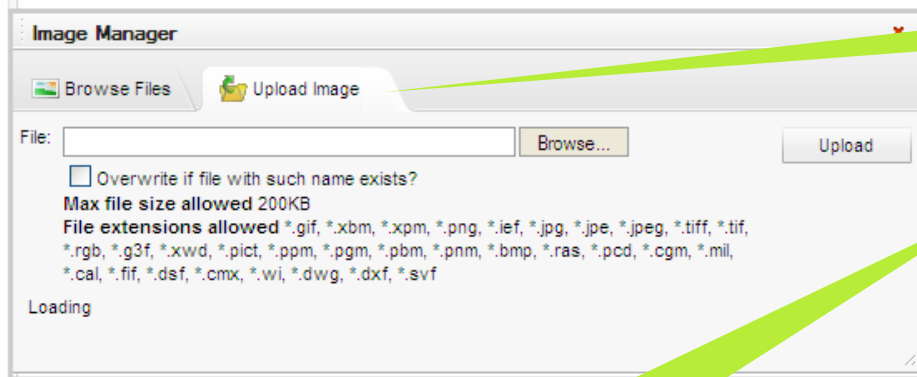 Image Manager
Browse Files
Upload Image
File:
Browse...
Upload
Overwrite if file with such name exists?
Max file size allowed 200KB
File extensions allowed *.gif, *.xbm, *.xpm, *.png, *.ief, *.jpg, *.jpe, *.jpeg, *.tiff, *.tif,
*.rgb, *.g3f, *.xwd, *.pict, *.ppm, *.pgm, *.pbm, *.pnm, *.bmp, *.ras, *.pcd, *.cgm, *.mil,
*.cal, *.fif, *.dsf, *.cmx, *.wi, *.dwg, *.dxf, *.svf
Loading